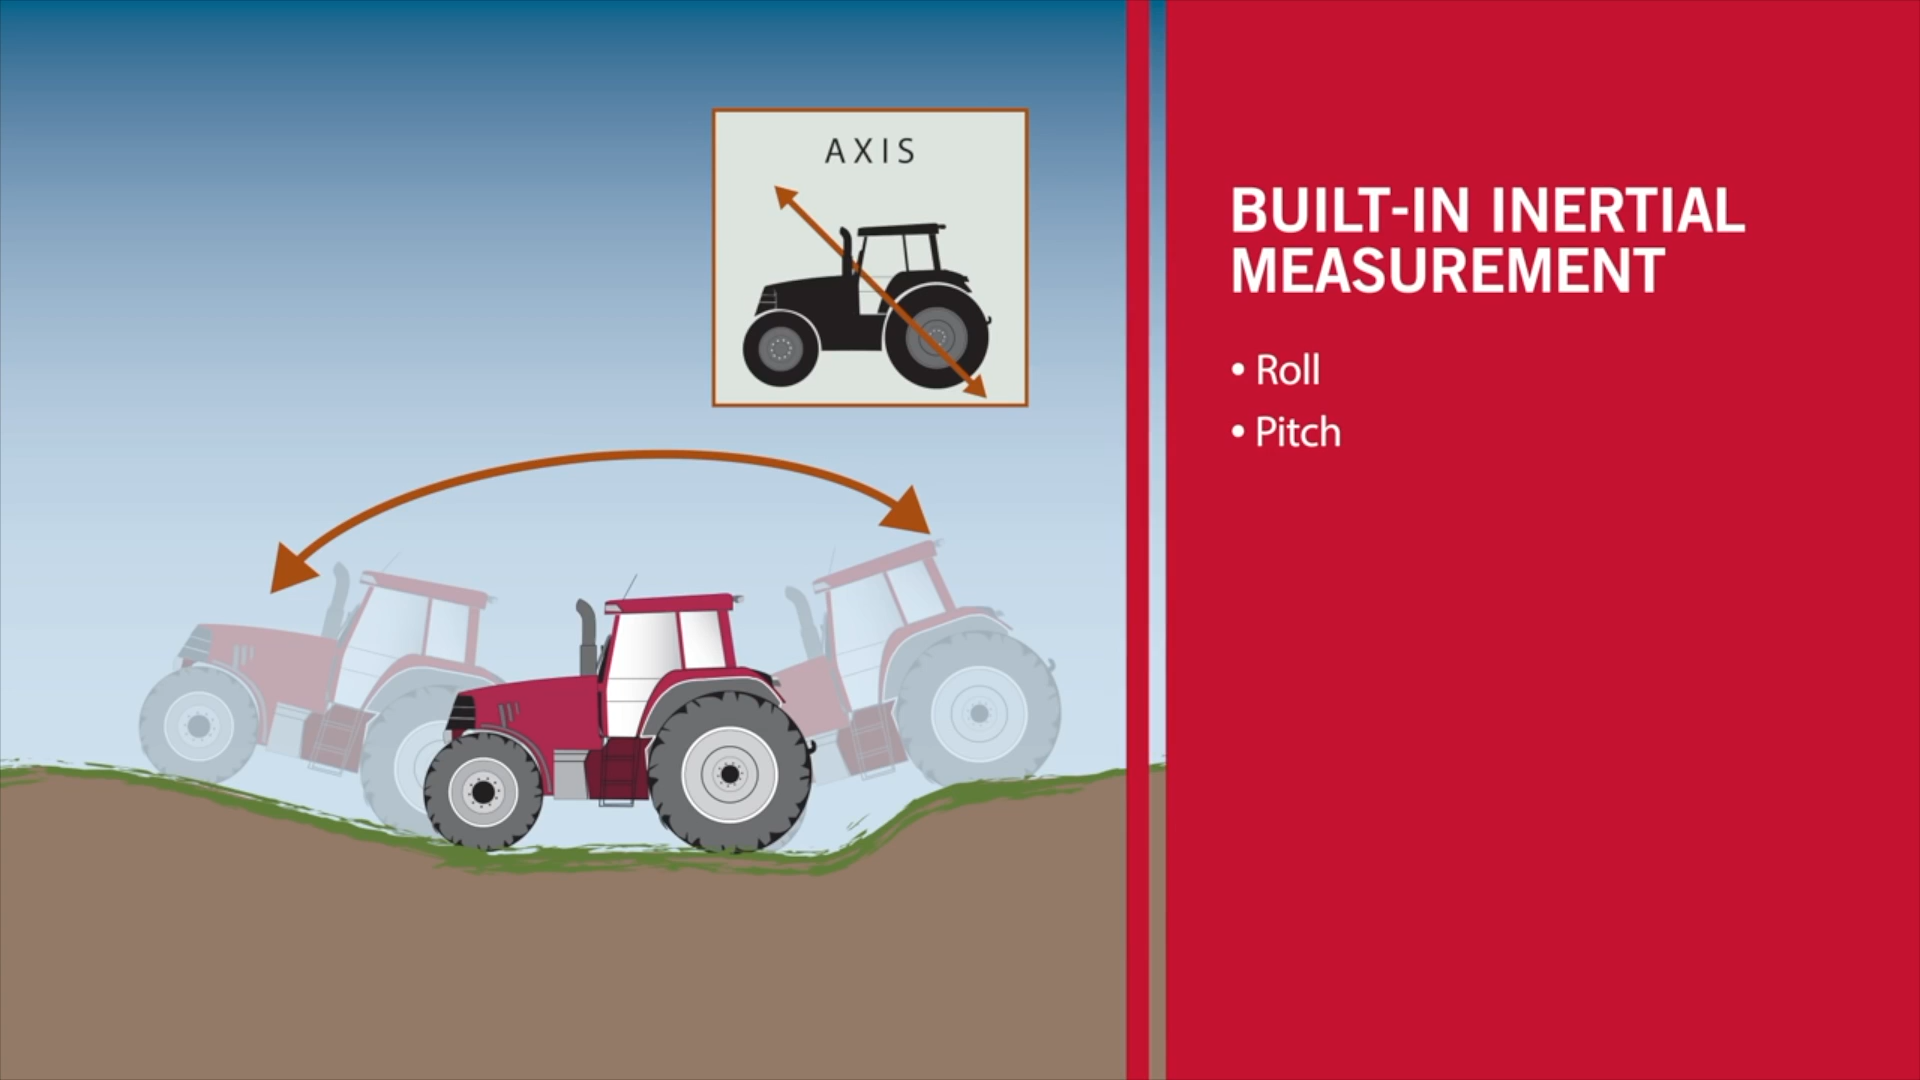 AXIS
BUILT-IN INERTIAL
MEASUREMENT
• Roll
• Pitch